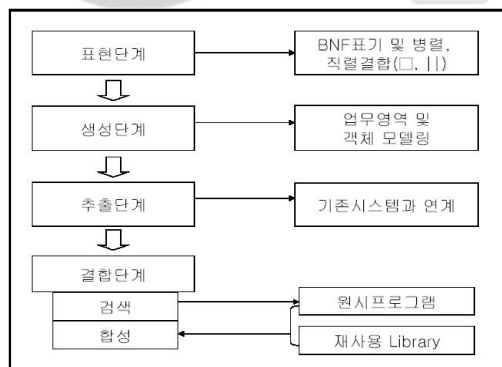 표현단계
BNF표기 및 병렬,
직렬결합(□, ||)
생성단계
업무영역 및
객체 모델링
추출단계
기존시스템과 연계
결합단계
검색
원시프로그램
합성
재사용 Library